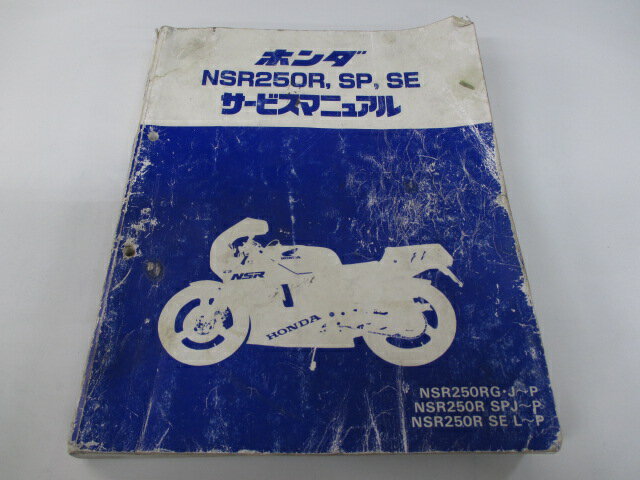 ホンダ
NSR250R, SP, SE
サービスマニュアル
HONDA
NSR
HONDA
NSR250RG・J〜P
NSR250R SPJ〜P
NSR250R SE L〜P